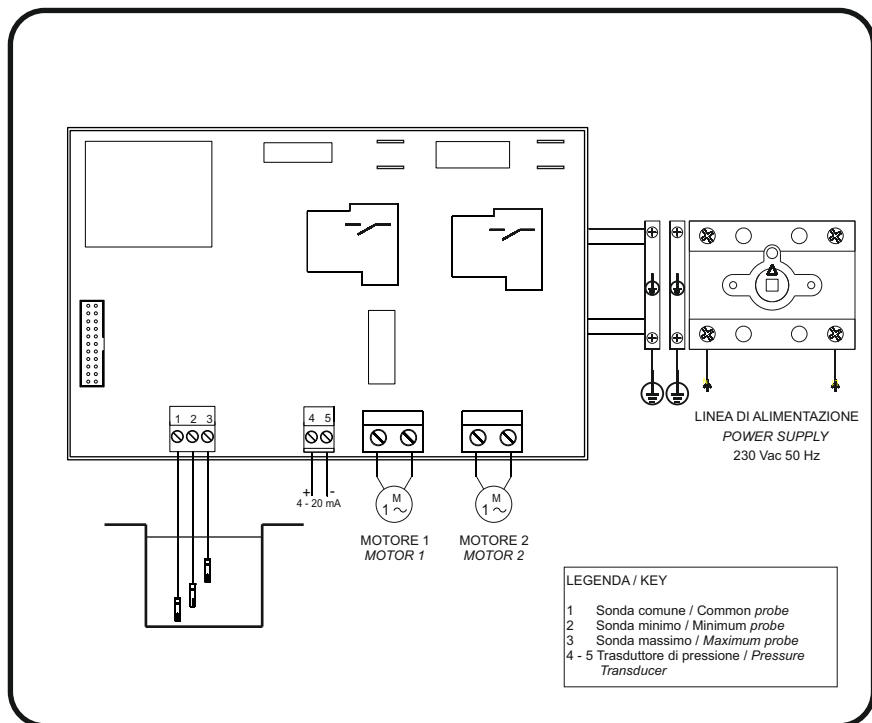 1 2 3
4 5
+ -
4 - 20 mA
M
1 ~
MOTORE 1
MOTOR 1
M
1 ~
MOTORE 2
MOTOR 2
LINEA DI ALIMENTAZIONE
POWER SUPPLY
230 Vac 50 Hz
LEGENDA / KEY
1 Sonda comune / Common probe
2 Sonda minimo / Minimum probe
3 Sonda massimo / Maximum probe
4 - 5 Trasduttore di pressione / Pressure
Transducer